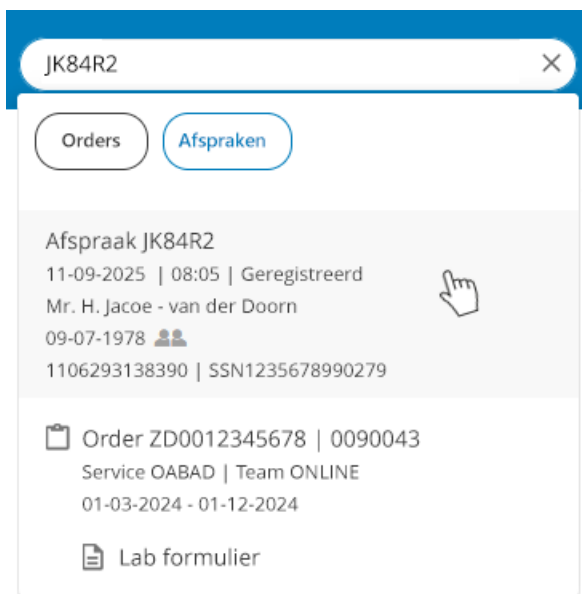 JK84R2
Orders
Afspraken
Afspraak JK84R2
11-09-2025 | 08:05 | Geregistreerd
Mr. H. Jacoe - van der Doorn
09-07-1978
1106293138390 | SSN1235678990279
Order ZD0012345678 | 0090043
Service OABAD | Team ONLINE
01-03-2024 - 01-12-2024
Lab formulier